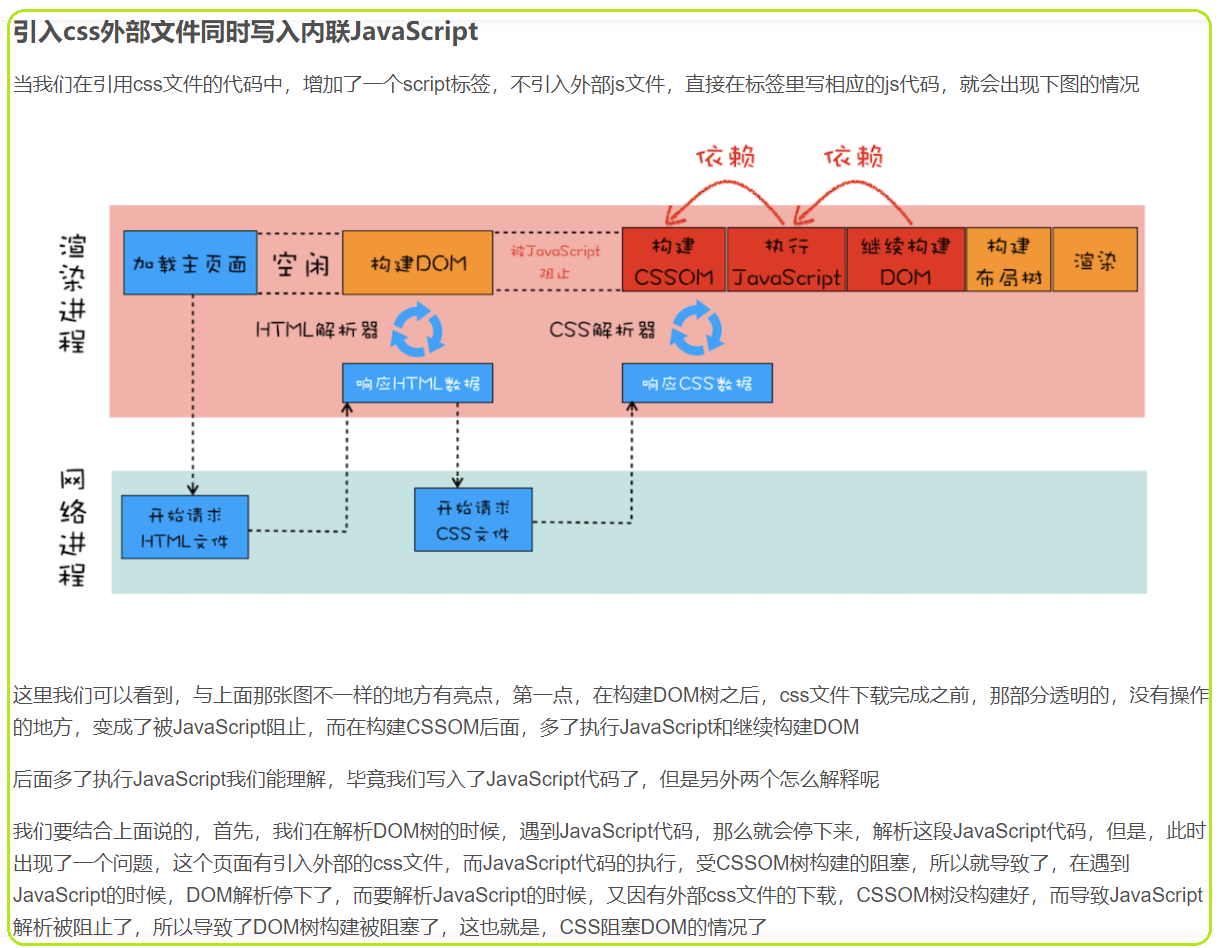 引入css外部文件同时写入内联JavaScript
当我们在引用css文件的代码中，增加了一个script标签，不引入外部js文件，直接在标签里写相应的js代码，就会出现下图的情况
依赖
依赖
渲染进程
加载主页面
空闲
构建DOM
被JavaScript
阻止
构建
CSSOM
执行
JavaScript
继续构建
DOM
构建
布局树
渲染
HTML解析器
CSS解析器
响应HTML数据
响应CSS数据
网络进程
开始请求
HTML文件
开始请求
CSS文件
这里我们可以看到，与上面那张图不一样的地方有亮点，第一点，在构建DOM树之后，css文件下载完成之前，那部分透明的，没有操作
的地方，变成了被JavaScript阻止，而在构建CSSOM后面，多了执行JavaScript和继续构建DOM
后面多了执行JavaScript我们能理解，毕竟我们写入了JavaScript代码了，但是另外两个怎么解释呢
我们要结合上面说的，首先，我们在解析DOM树的时候，遇到JavaScript代码，那么就会停下来，解析这段JavaScript代码，但是，此时
出现了一个问题，这个页面有引入外部的css文件，而JavaScript代码的执行，受CSSOM树构建的阻塞，所以就导致了，在遇到
JavaScript的时候，DOM解析停下了，而要解析JavaScript的时候，又因有外部css文件的下载，CSSOM树没构建好，而导致JavaScript
解析被阻止了，所以导致了DOM树构建被阻塞了，这也就是，CSS阻塞DOM的情况了